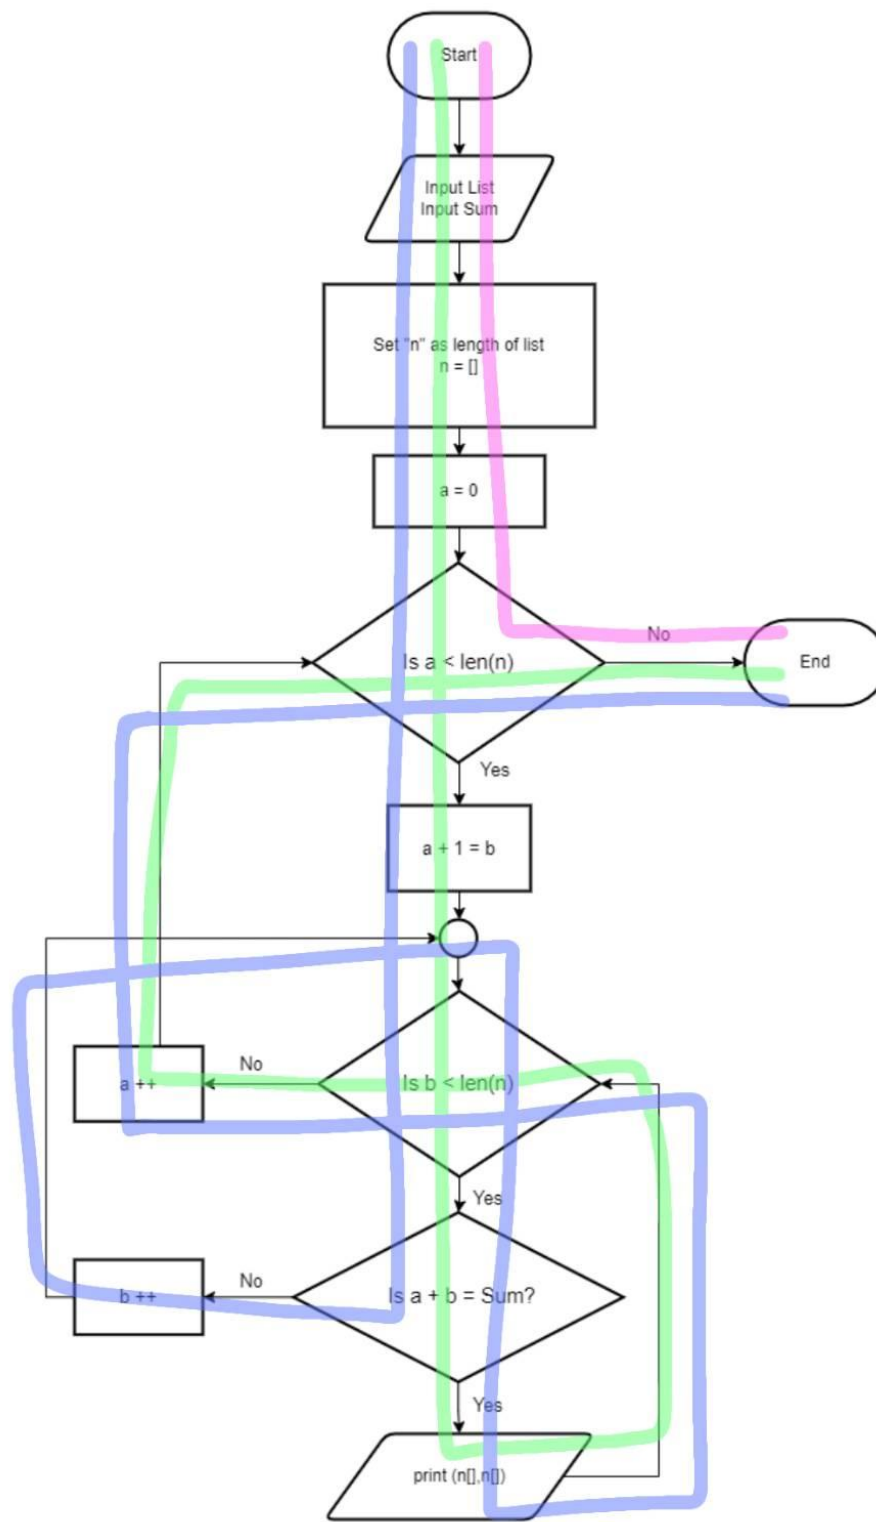 Start
Input List
Input Sum
Set "n" as length of list
n = []
a = 0
Is a < len(n)
No
End
Yes
a + 1 = b
Is b < len(n)
No
a ++
Yes
Is a + b = Sum?
No
b ++
Yes
print (n[],n[])